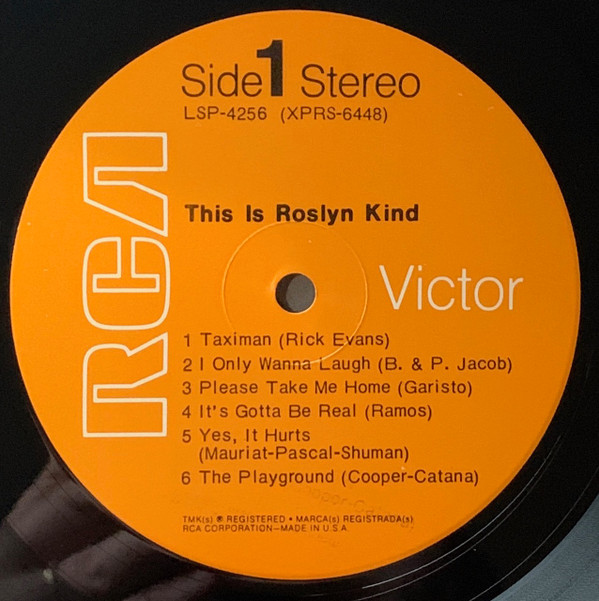 Side 1 Stereo
LSP-4256 (XPRS-6448)
RCA
This Is Roslyn Kind
Victor
1 Taximan (Rick Evans)
2 I Only Wanna Laugh (B. & P. Jacob)
3 Please Take Me Home (Garisto)
4 It's Gotta Be Real (Ramos)
5 Yes, It Hurts
(Mauriat-Pascal-Shuman)
6 The Playground (Cooper-Catana)
TMK(s) ® REGISTERED • MARCA(s) REGISTRADA(s)
RCA CORPORATION—MADE IN U.S.A.